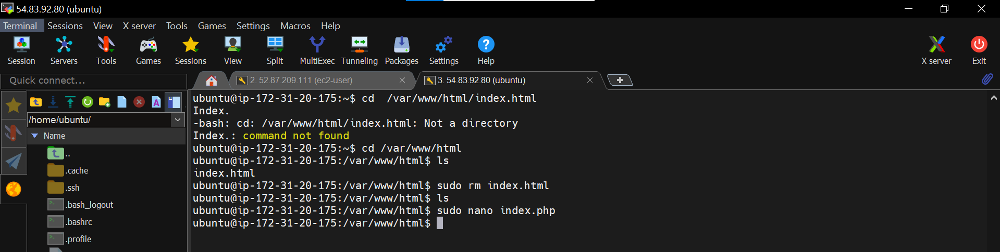 54.83.92.80 (ubuntu)
Terminal Sessions View X server Tools Games Settings Macros Help
Session Servers Tools Games Sessions View Split MultiExec Tunneling Packages Settings Help X server Exit
Quick connect...
2. 52.87.209.111 (ec2-user)
3. 54.83.92.80 (ubuntu)
/home/ubuntu/
Name
..
.cache
.ssh
.bash_logout
.bashrc
.profile
ubuntu@ip-172-31-20-175:~$ cd  /var/www/html/index.html
Index.
-bash: cd: /var/www/html/index.html: Not a directory
Index.: command not found
ubuntu@ip-172-31-20-175:~$ cd /var/www/html
ubuntu@ip-172-31-20-175:/var/www/html$ ls
index.html
ubuntu@ip-172-31-20-175:/var/www/html$ sudo rm index.html
ubuntu@ip-172-31-20-175:/var/www/html$ ls
ubuntu@ip-172-31-20-175:/var/www/html$ sudo nano index.php
ubuntu@ip-172-31-20-175:/var/www/html$